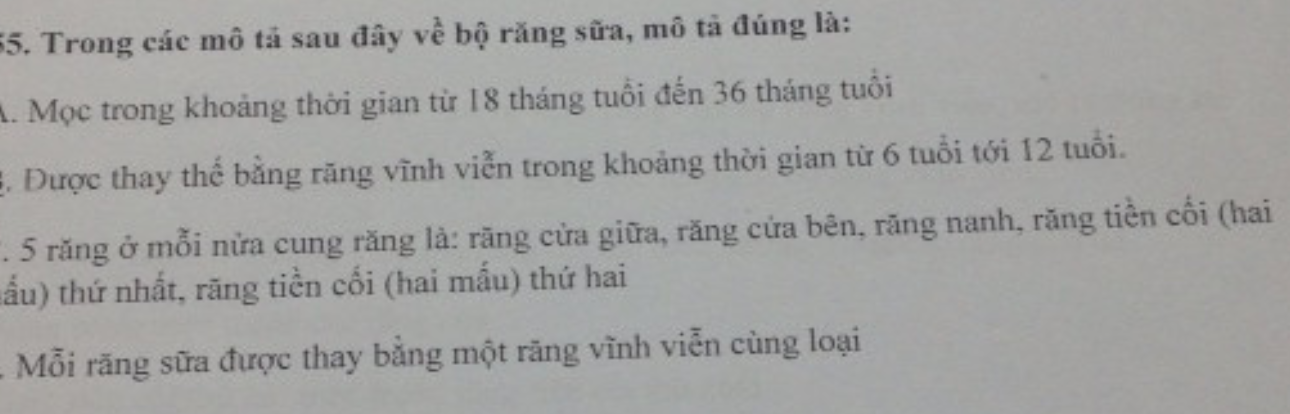 55. Trong các mô tả sau đây về bộ răng sữa, mô tả đúng là:
A. Mọc trong khoảng thời gian từ 18 tháng tuổi đến 36 tháng tuổi
B. Được thay thế bằng răng vĩnh viễn trong khoảng thời gian từ 6 tuổi tới 12 tuổi.
. 5 răng ở mỗi nửa cung răng là: răng cửa giữa, răng cửa bên, răng nanh, răng tiền cối (hai
mấu) thứ nhất, răng tiền cối (hai mấu) thứ hai
. Mỗi răng sữa được thay bằng một răng vĩnh viễn cùng loại